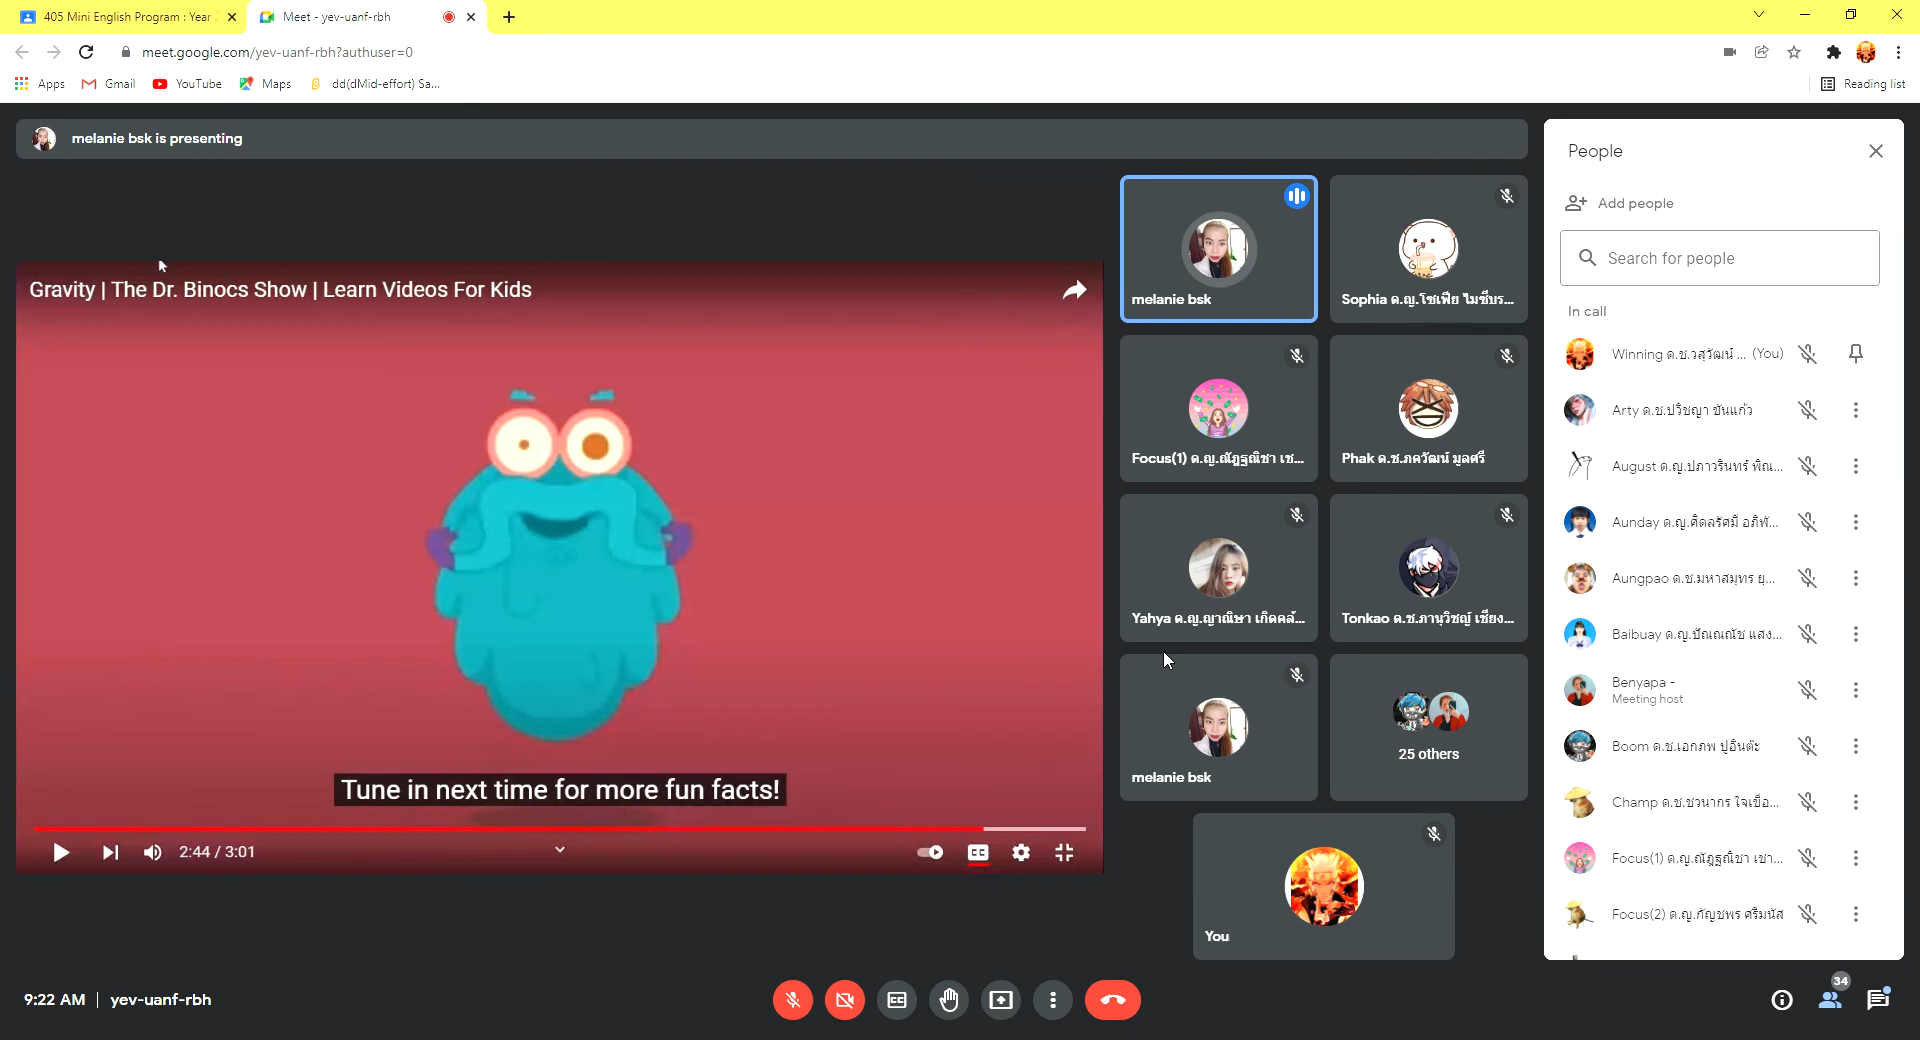 405 Mini English Program : Year
Meet - yev-uanf-rbh
meet.google.com/yev-uanf-rbh?authuser=0
Apps
Gmail
YouTube
Maps
dd(dMid-effort) Sa...
Reading list
melanie bsk is presenting
Gravity | The Dr. Binocs Show | Learn Videos For Kids
Tune in next time for more fun facts!
2:44 / 3:01
melanie bsk
Sophia ด.ญ.โซเฟีย ไมซึ่บร...
Focus(1) ด.ญ.ณัฎฐณิชา เช...
Phak ด.ช.ภควัฒน์ มูลศรี
Yahya ด.ญ.ญาณิษา เกิดคล้...
Tonkao ด.ช.ภานุวิชญ์ เชี่ยง...
melanie bsk
25 others
You
People
Add people
Search for people
In call
Winning ด.ช.วสุวัฒน์ ... (You)
Arty ด.ช.ปวิชญา ขันแก้ว
August ด.ญ.ปภาวรินทร์ พิณ...
Aunday ด.ญ.ศิดลรัศมิ์ อภิพั...
Aungpao ด.ช.มหาสมุทร ยุ...
Baibuay ด.ญ.ปัณณณัช แสง...
Benyapa -
Meeting host
Boom ด.ช.เอกภพ ปูอินต๊ะ
Champ ด.ช.ชวนากร ใจเขื่อ...
Focus(1) ด.ญ.ณัฎฐณิชา เชา...
Focus(2) ด.ญ.กัญชพร ศรีมนัส
9:22 AM | yev-uanf-rbh
34